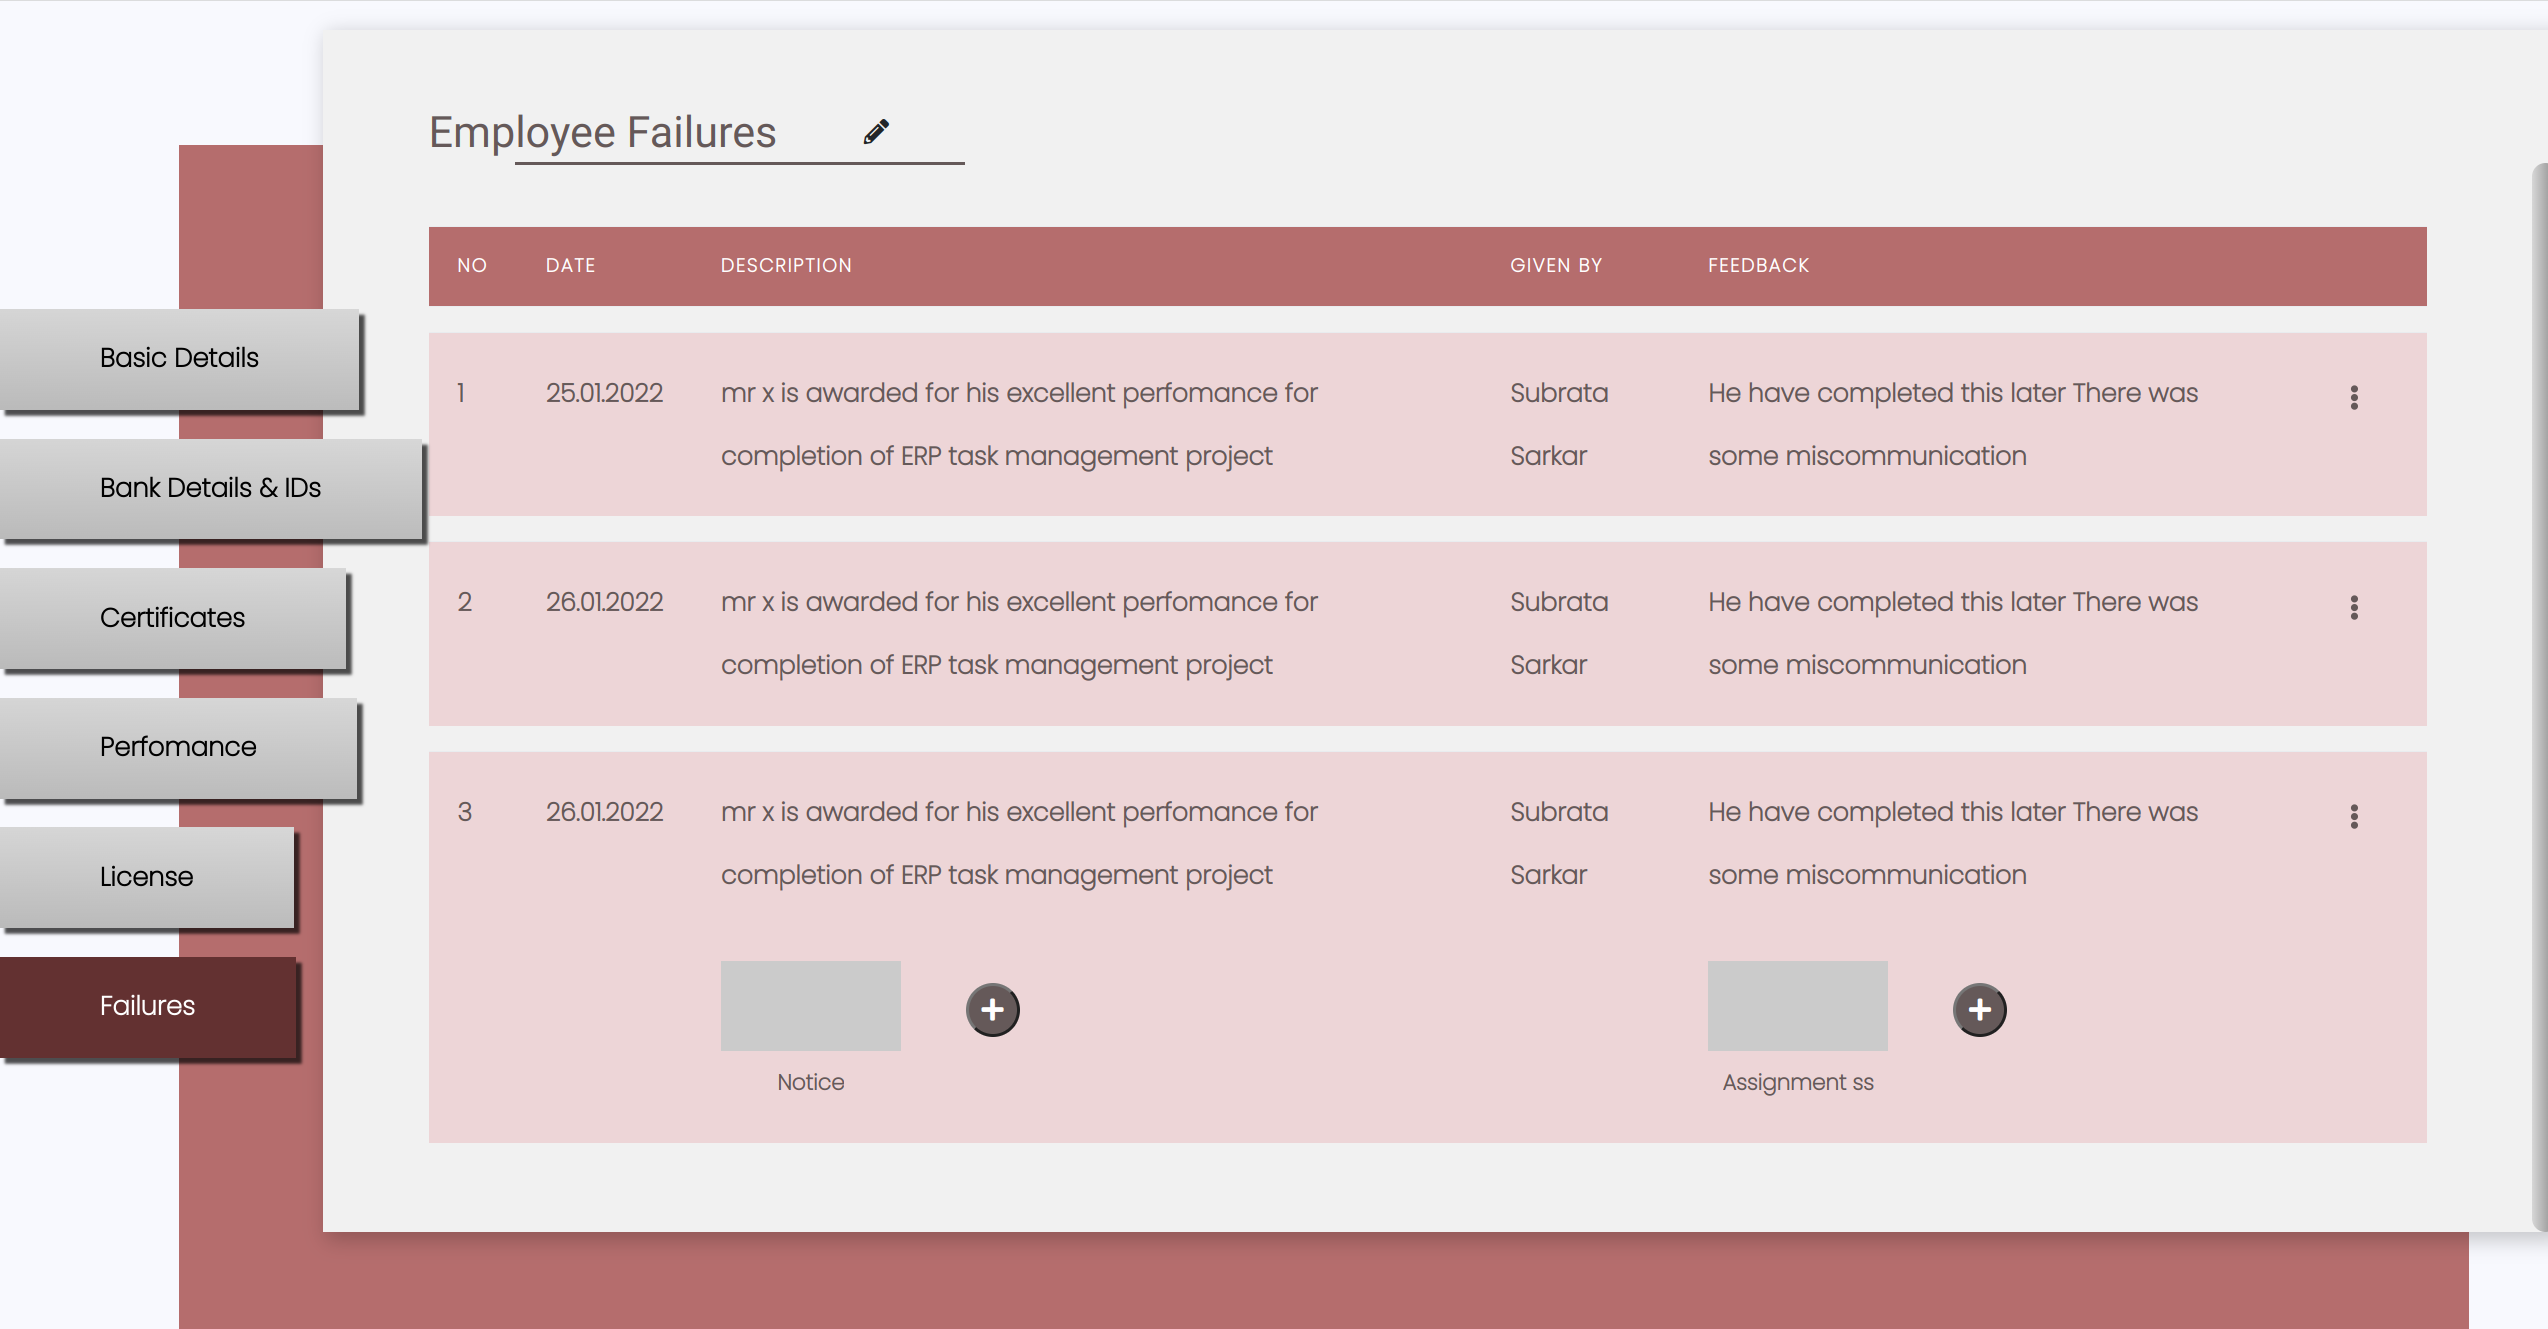 Employee Failures
NO DATE DESCRIPTION GIVEN BY FEEDBACK
Basic Details
Bank Details & IDs
Certificates
Perfomance
License
Failures
1 25.01.2022 mr x is awarded for his excellent perfomance for Subrata He have completed this later There was
completion of ERP task management project Sarkar some miscommunication
2 26.01.2022 mr x is awarded for his excellent perfomance for Subrata He have completed this later There was
completion of ERP task management project Sarkar some miscommunication
3 26.01.2022 mr x is awarded for his excellent perfomance for Subrata He have completed this later There was
completion of ERP task management project Sarkar some miscommunication
Notice Assignment ss